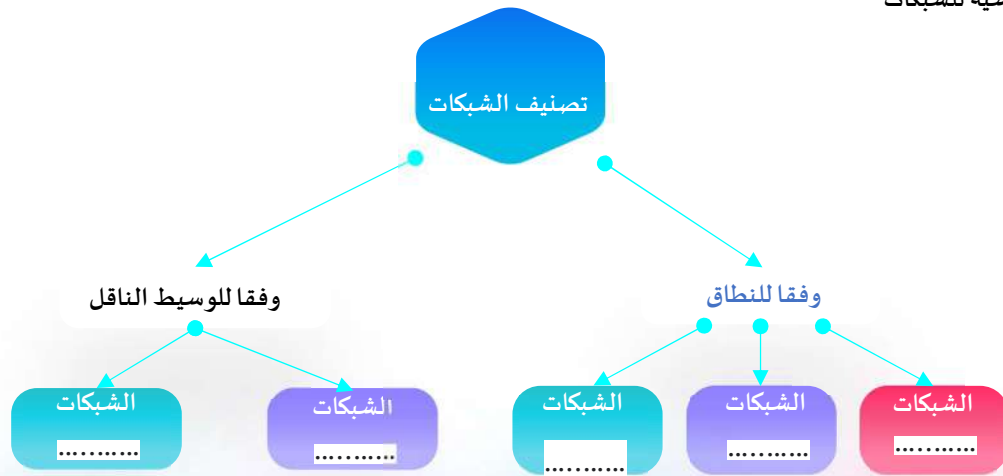 تصنيف الشبكات
وفقا للنطاق
وفقا للوسيط الناقل
الشبكات
............
الشبكات
............
الشبكات
............
الشبكات
............
الشبكات
............